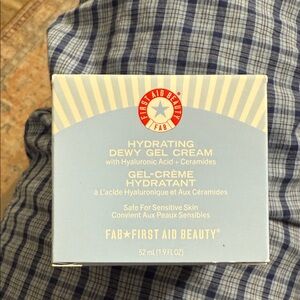 FIRST AID BEAUTY
FAB
HYDRATING
DEWY GEL CREAM
with Hyaluronic Acid + Ceramides
GEL-CRÈME
HYDRATANT
à L'acide Hyaluronique et Aux Céramides
Safe For Sensitive Skin
Convient Aux Peaux Sensibles
FAB★FIRST AID BEAUTY®
52 ml (1.9 FL OZ)